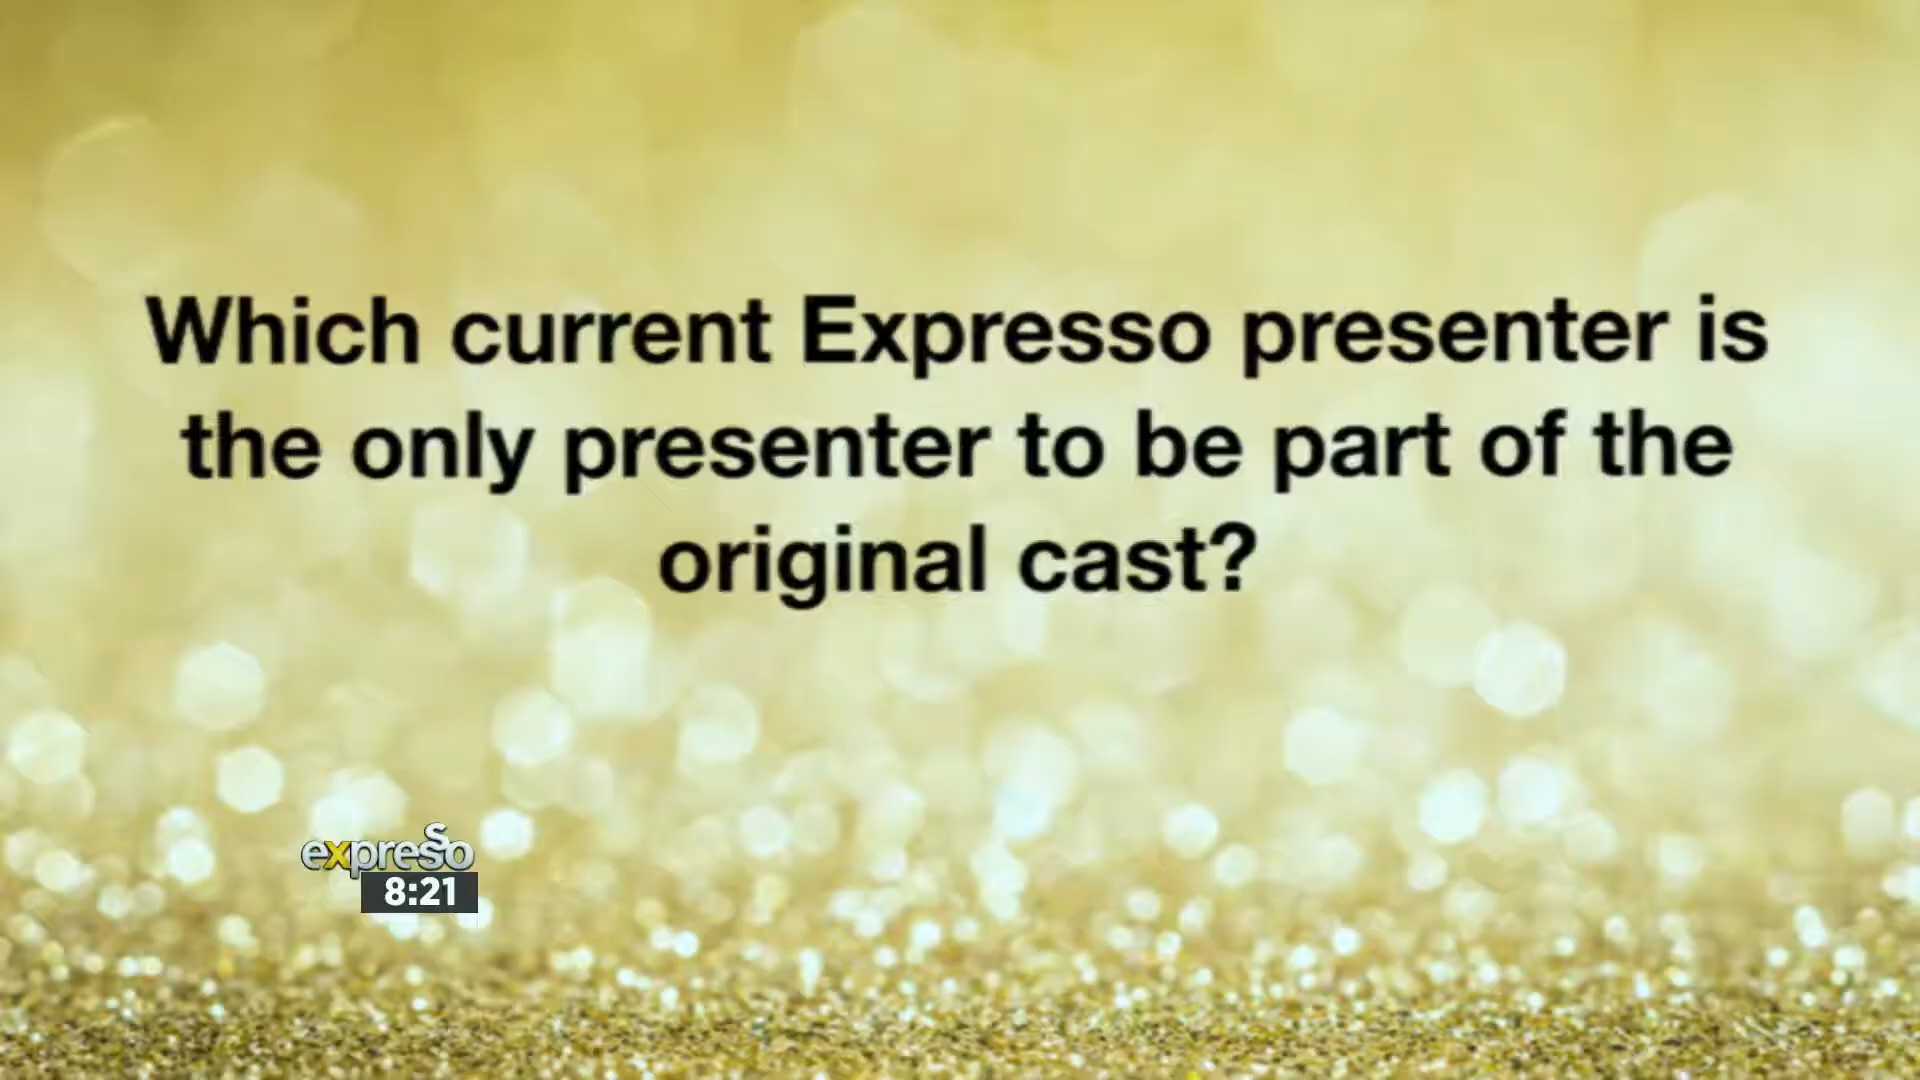 Which current Expresso presenter is
the only presenter to be part of the
original cast?
expresso
8:21